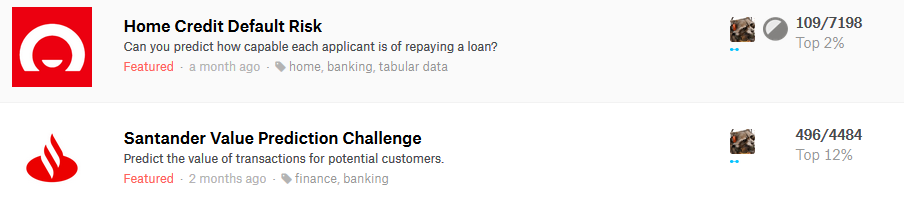 Home Credit Default Risk
109/7198
Can you predict how capable each applicant is of repaying a loan?
Top 2%
Featured · a month ago · home, banking, tabular data
Santander Value Prediction Challenge
496/4484
Predict the value of transactions for potential customers.
Top 12%
Featured · 2 months ago · finance, banking